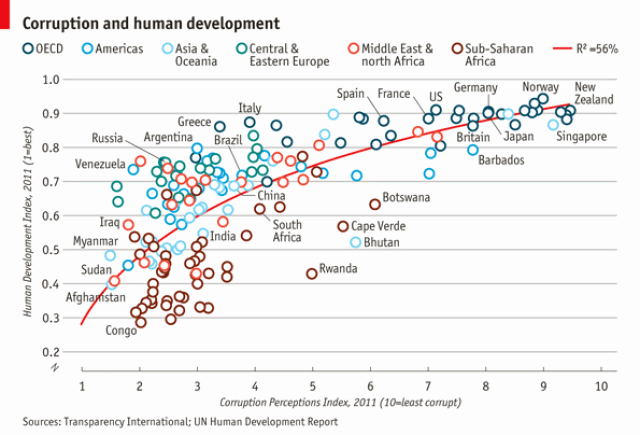 Corruption and human development
OECD
Americas
Asia &
Oceania
Central &
Eastern Europe
Middle East &
north Africa
Sub-Saharan
Africa
R² =56%
Human Development Index, 2011 (1=best)
1.0
0.9
0.8
0.7
0.6
0.5
0.4
0.3
0.2
Norway
New
Zealand
Germany
US
France
Spain
Italy
Greece
Singapore
Japan
Britain
Barbados
Argentina
Brazil
Russia
Venezuela
China
Botswana
South
Africa
Cape Verde
Bhutan
India
Iraq
Myanmar
Sudan
Rwanda
Afghanistan
Congo
1
2
3
4
5
6
7
8
9
10
Corruption Perceptions Index, 2011 (10=least corrupt)
Sources: Transparency International; UN Human Development Report